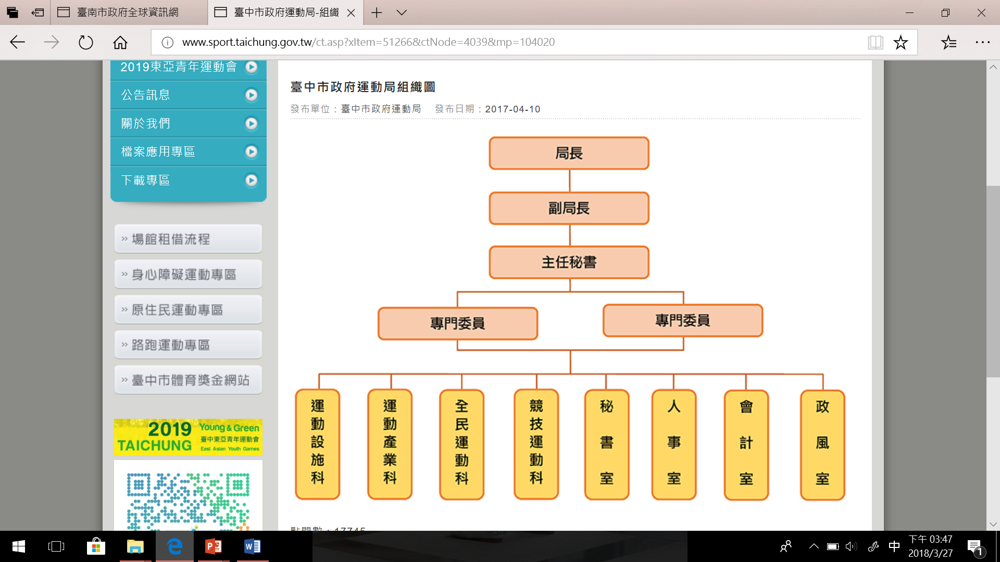 臺南市政府全球資訊網
臺中市政府運動局-組織
www.sport.taichung.gov.tw/ct.asp?xItem=51266&ctNode=4039&mp=104020
2019東亞青年運動會
公告訊息
關於我們
檔案應用專區
下載專區
» 場館租借流程
» 身心障礙運動專區
» 原住民運動專區
» 路跑運動專區
» 臺中市體育獎金網站
2019 TAICHUNG
Young & Green
臺中東亞青年運動會
East Asian Youth Games
臺中市政府運動局組織圖
發布單位：臺中市政府運動局 發布日期：2017-04-10
局長
副局長
主任秘書
專門委員
專門委員
運動設施科
運動產業科
全民運動科
競技運動科
秘書室
人事室
會計室
政風室
點閱數：17745
中
下午 03:47
2018/3/27
1